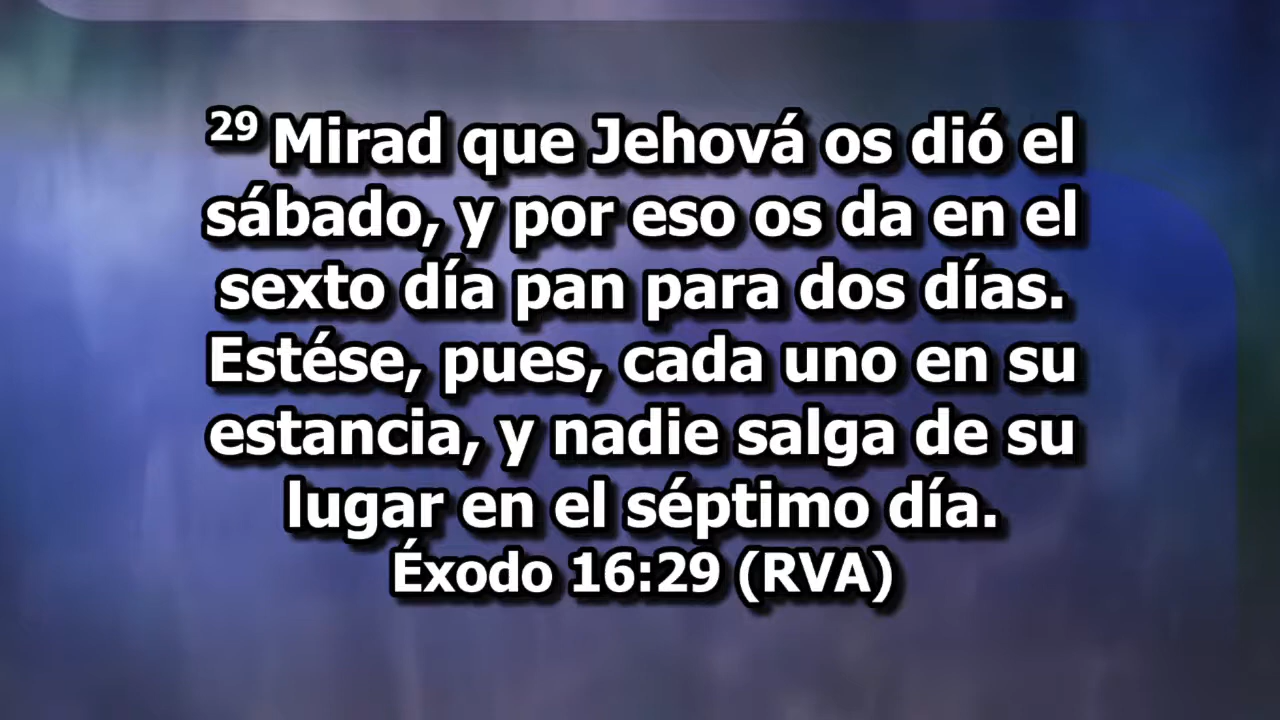 29 Mirad que Jehová os dió el
sábado, y por eso os da en el
sexto día pan para dos días.
Estése, pues, cada uno en su
estancia, y nadie salga de su
lugar en el séptimo día.
Éxodo 16:29 (RVA)